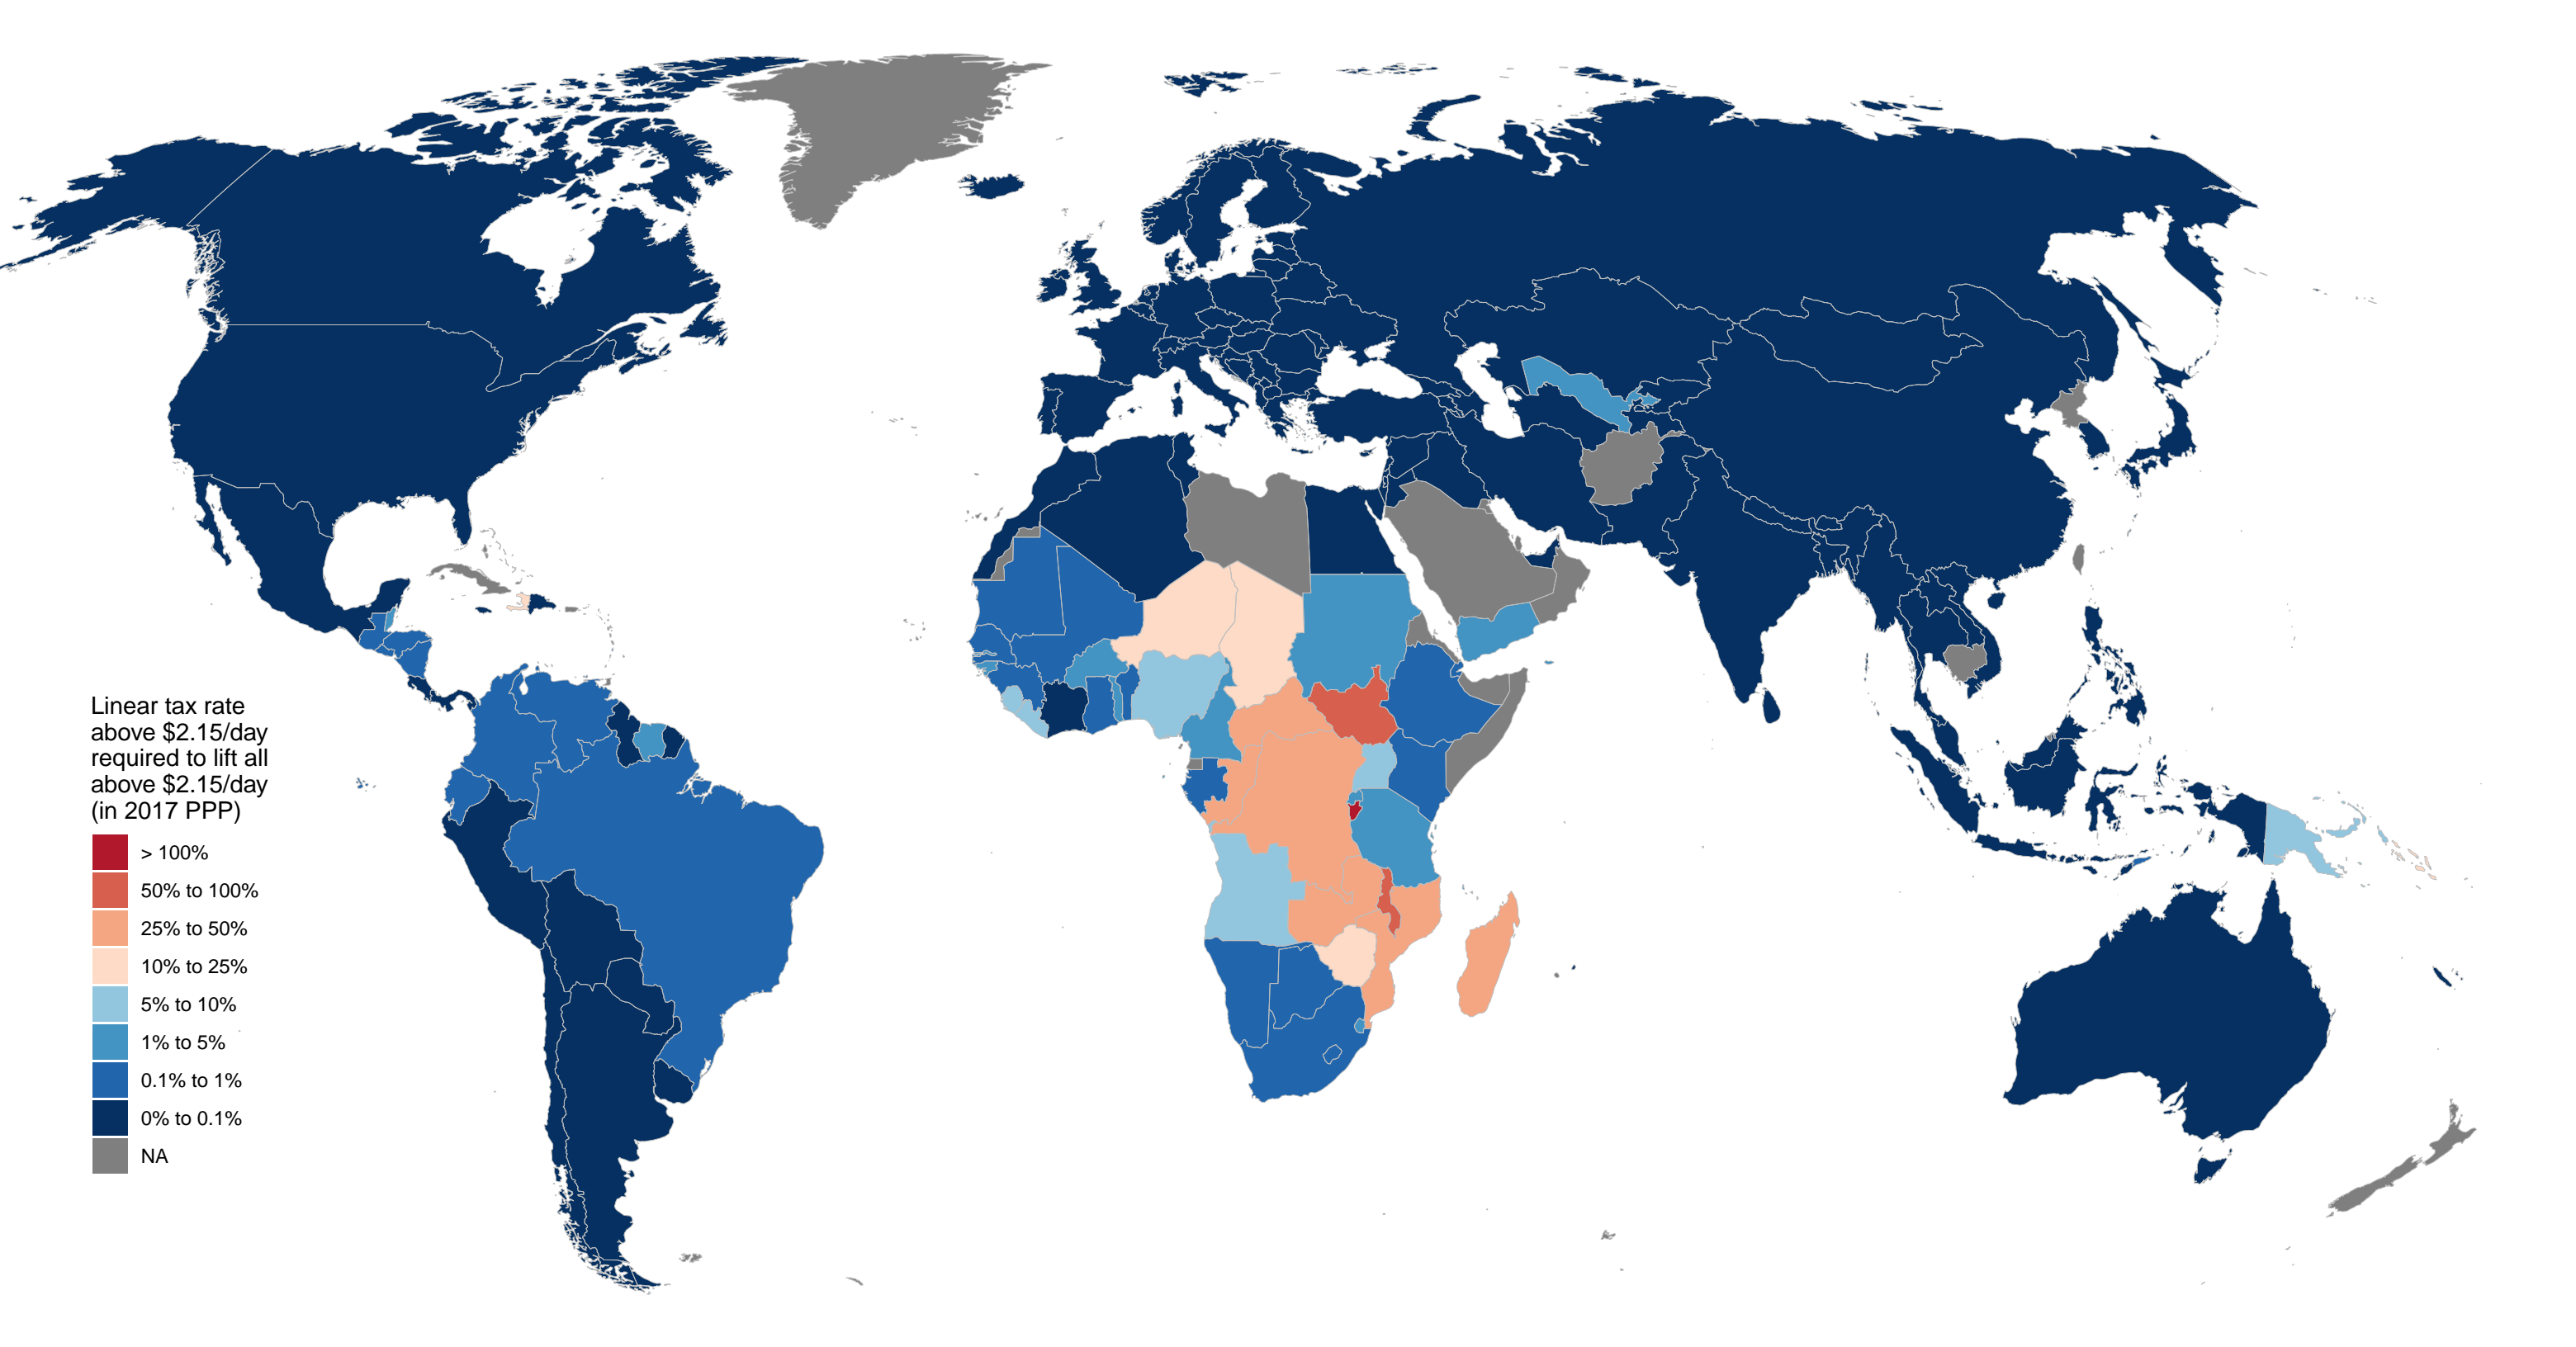 Linear tax rate
above $2.15/day
required to lift all
above $2.15/day
(in 2017 PPP)
> 100%
50% to 100%
25% to 50%
10% to 25%
5% to 10%
1% to 5%
0.1% to 1%
0% to 0.1%
NA